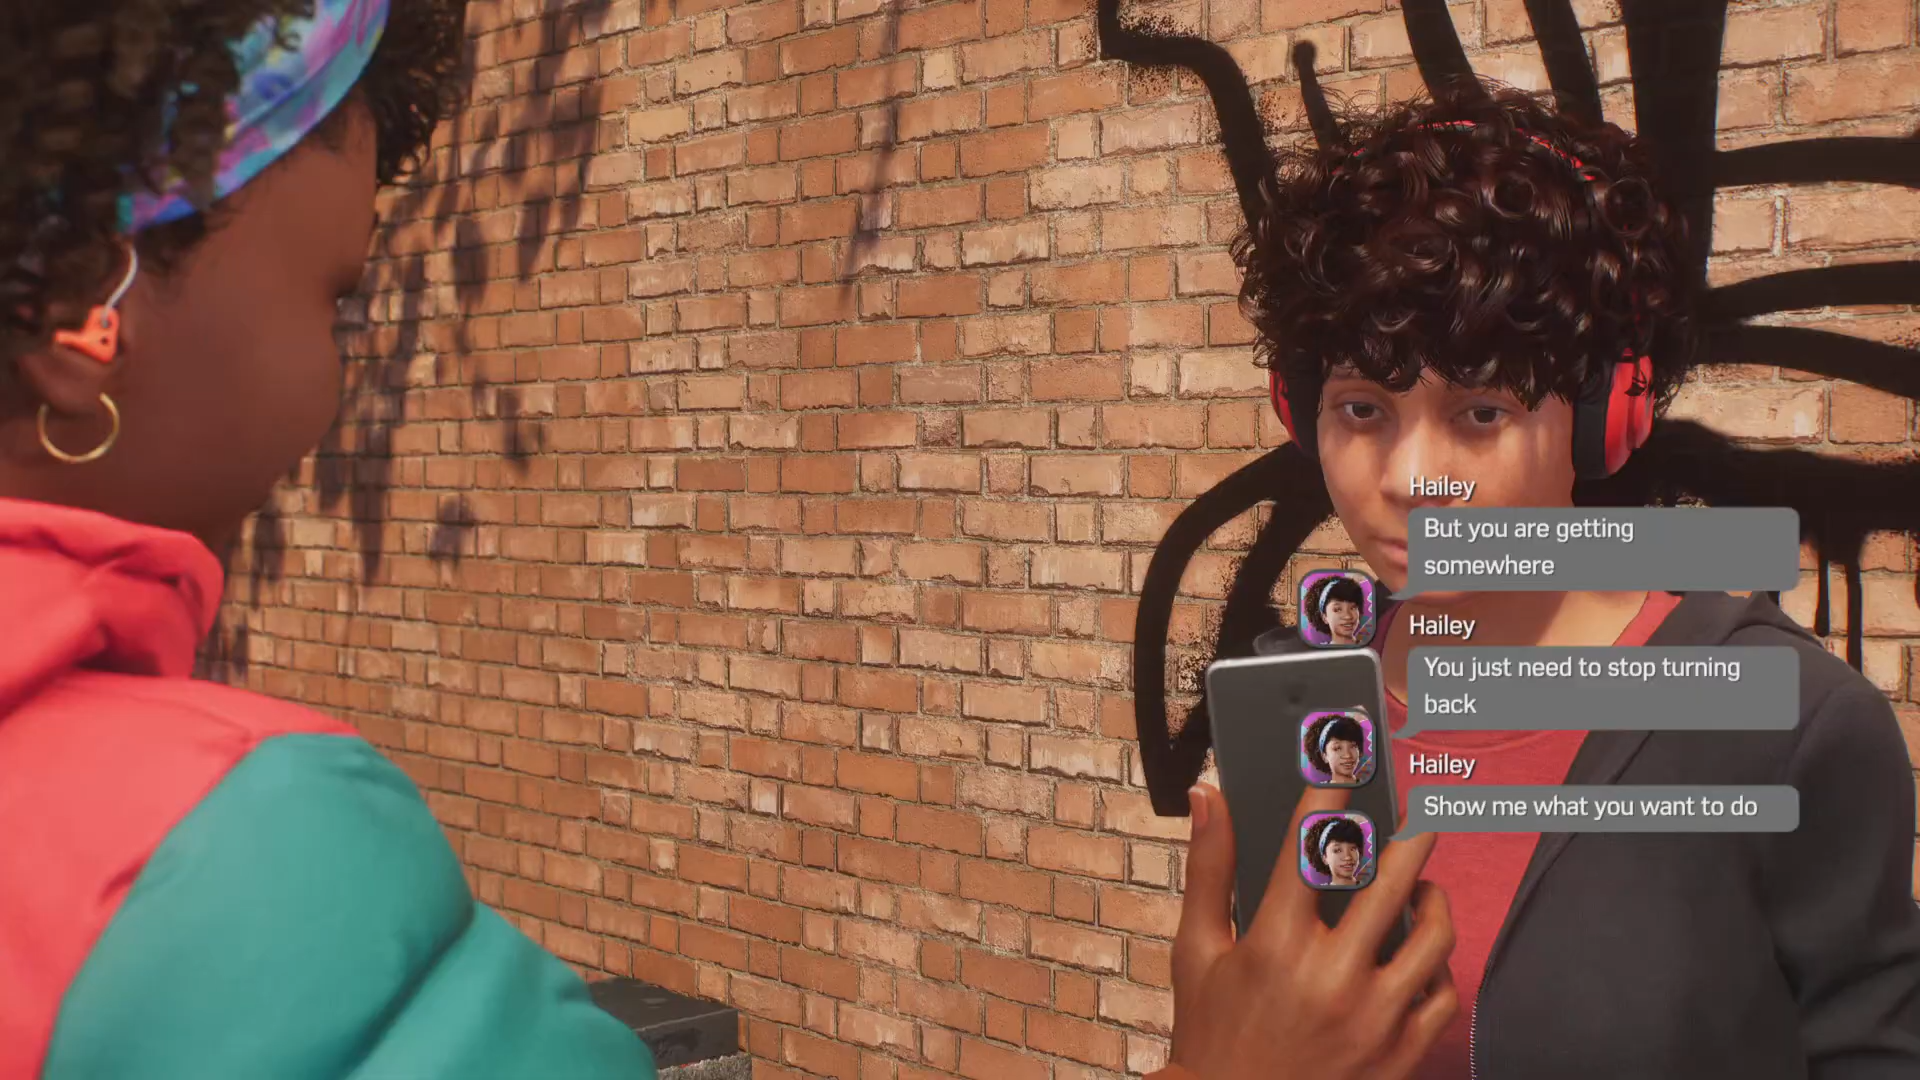 Hailey
But you are getting
somewhere
Hailey
You just need to stop turning
back
Hailey
Show me what you want to do